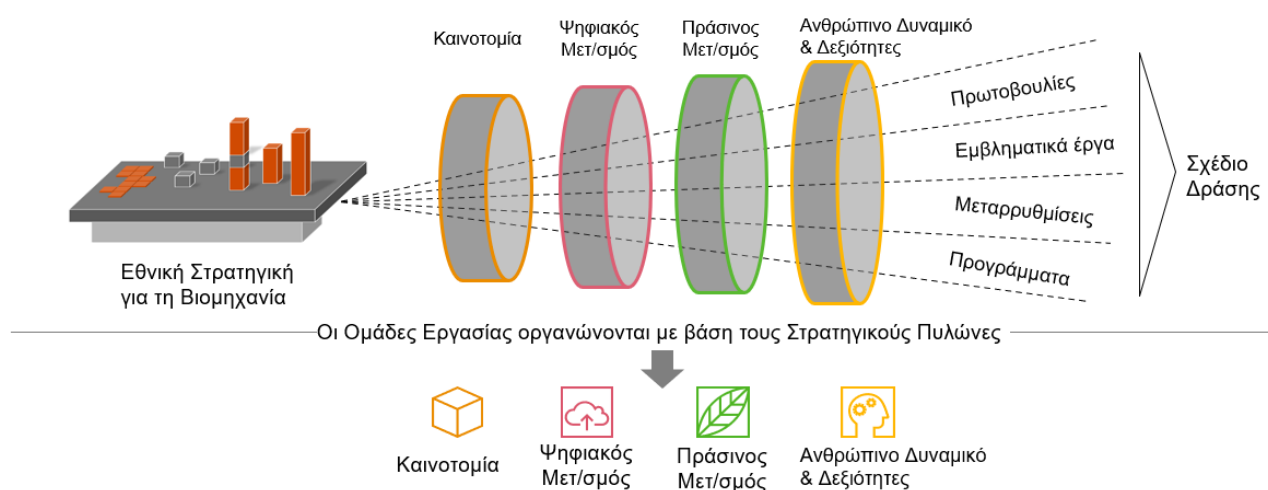 Καινοτομία
Ψηφιακός
Μετ/σμός
Πράσινος
Μετ/σμός
Ανθρώπινο Δυναμικό
& Δεξιότητες
Πρωτοβουλίες
Εμβληματικά έργα
Μεταρρυθμίσεις
Προγράμματα
Σχέδιο
Δράσης
Εθνική Στρατηγική
για τη Βιομηχανία
Οι Ομάδες Εργασίας οργανώνονται με βάση τους Στρατηγικούς Πυλώνες
Καινοτομία
Ψηφιακός
Μετ/σμός
Πράσινος
Μετ/σμός
Ανθρώπινο Δυναμικό
& Δεξιότητες